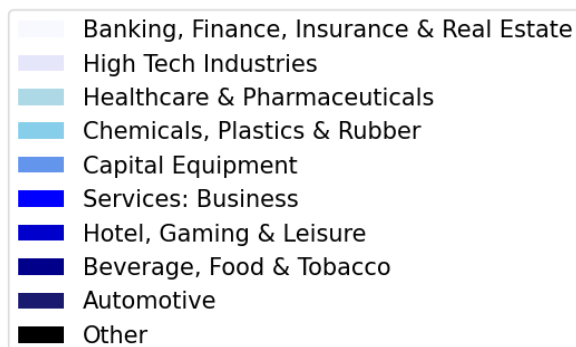 Banking, Finance, Insurance & Real Estate
High Tech Industries
Healthcare & Pharmaceuticals
Chemicals, Plastics & Rubber
Capital Equipment
Services: Business
Hotel, Gaming & Leisure
Beverage, Food & Tobacco
Automotive
Other